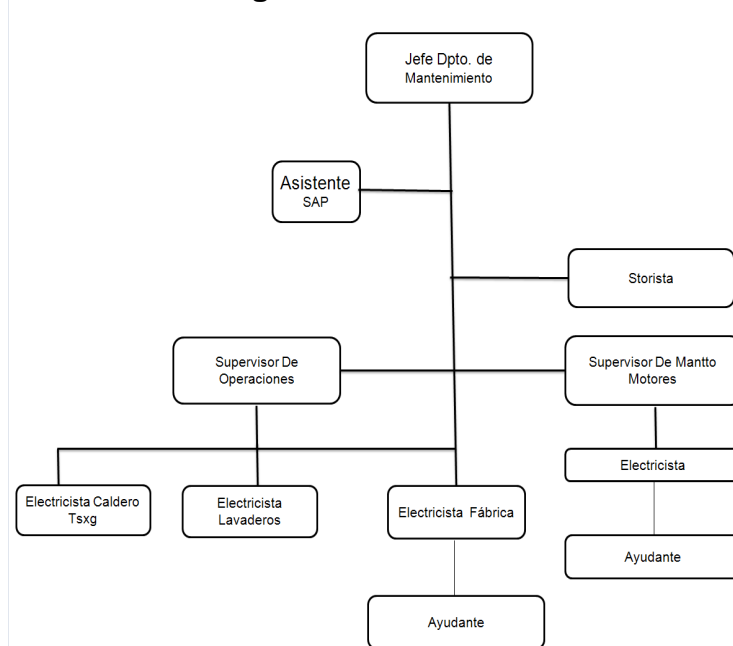 Jefe Dpto. de
Mantenimiento
Asistente
SAP
Storista
Supervisor De
Operaciones
Supervisor De Mantto
Motores
Electricista
Electricista Caldero
Tsxg
Electricista
Lavaderos
Electricista Fábrica
Ayudante
Ayudante